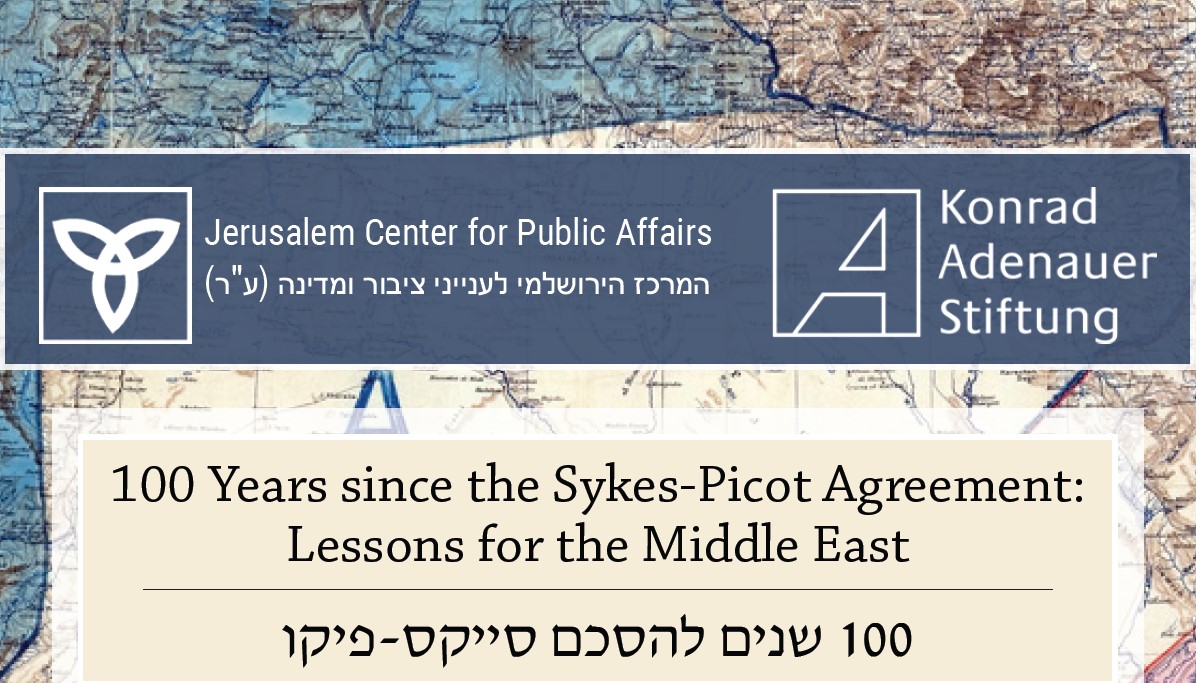 Jerusalem Center for Public Affairs
המרכז הירושלמי לענייני ציבור ומדינה (ע"ר)
Konrad
Adenauer
Stiftung
100 Years since the Sykes-Picot Agreement:
Lessons for the Middle East
100 שנים להסכם סייקס-פיקו